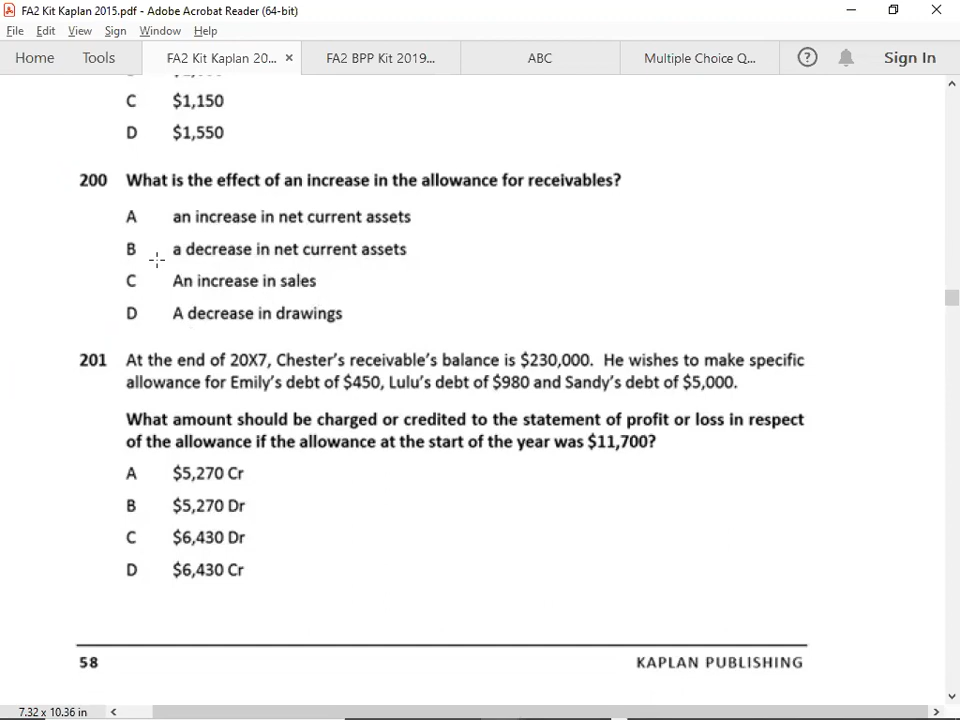 FA2 Kit Kaplan 2015.pdf - Adobe Acrobat Reader (64-bit)
File Edit View Sign Window Help
Home Tools FA2 Kit Kaplan 20... × FA2 BPP Kit 2019... ABC Multiple Choice Q... ? Sign In
C $1,150
D $1,550
200 What is the effect of an increase in the allowance for receivables?
A an increase in net current assets
B a decrease in net current assets
C An increase in sales
D A decrease in drawings
201 At the end of 20X7, Chester's receivable's balance is $230,000. He wishes to make specific
allowance for Emily's debt of $450, Lulu's debt of $980 and Sandy's debt of $5,000.
What amount should be charged or credited to the statement of profit or loss in respect
of the allowance if the allowance at the start of the year was $11,700?
A $5,270 Cr
B $5,270 Dr
C $6,430 Dr
D $6,430 Cr
58 KAPLAN PUBLISHING
7.32 x 10.36 in